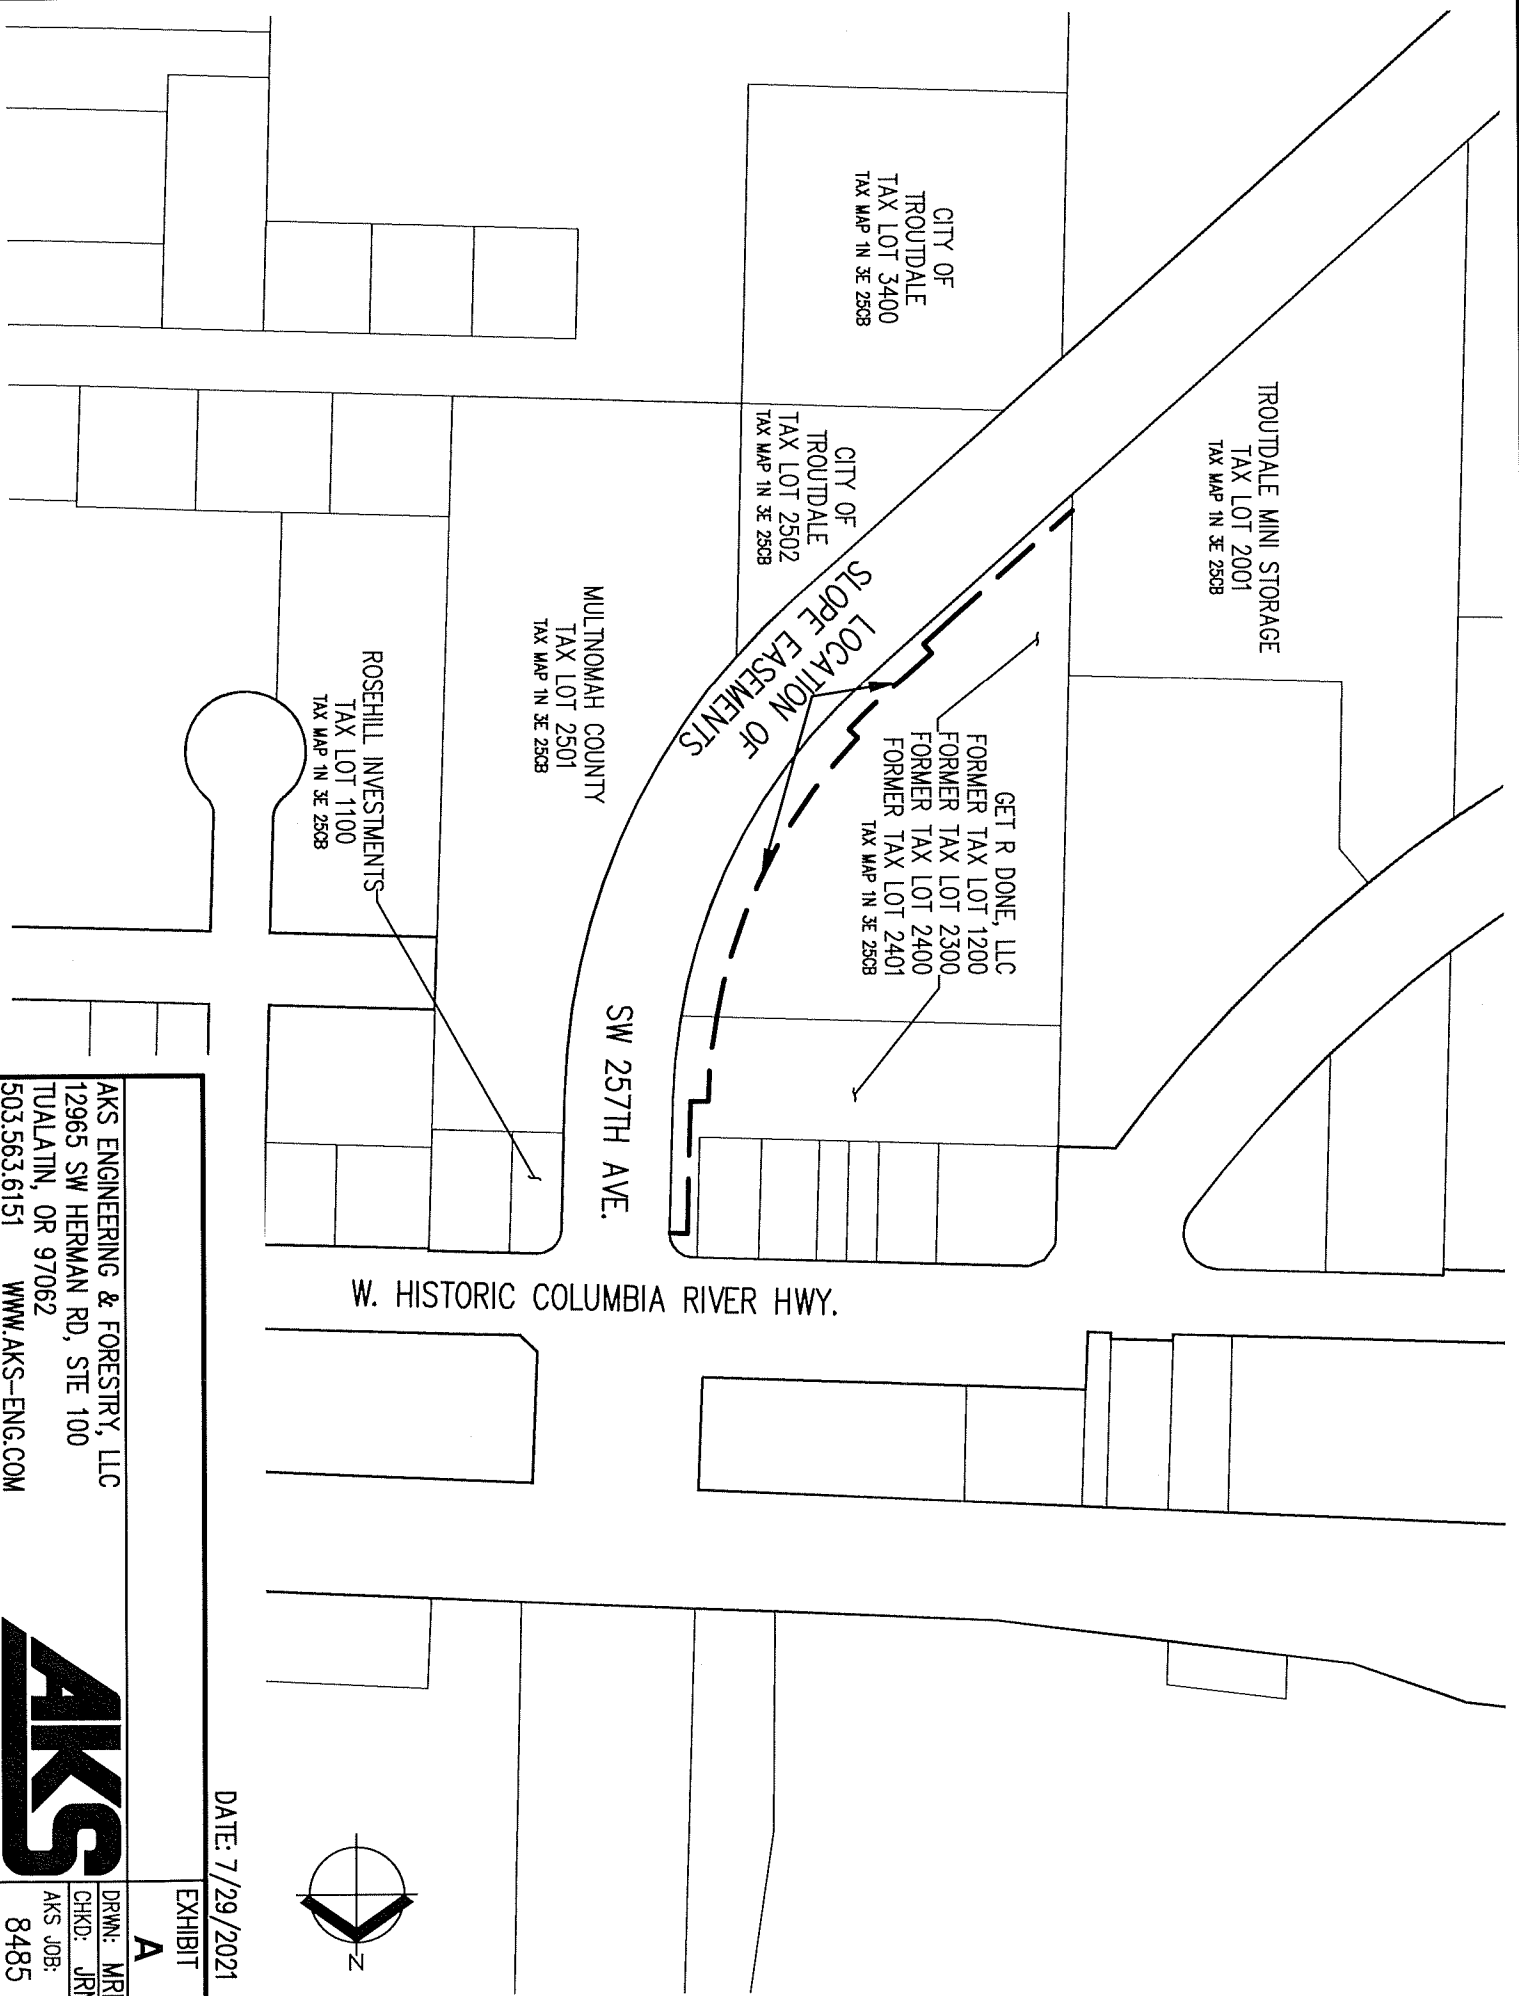 CITY OF
TROUTDALE
TAX LOT 3400
TAX MAP 1N 3E 25CB
TROUTDALE MINI STORAGE
TAX LOT 2001
TAX MAP 1N 3E 25CB
CITY OF
TROUTDALE
TAX LOT 2502
TAX MAP 1N 3E 25CB
LOCATION OF
SLOPE EASEMENTS
GET R DONE, LLC
FORMER TAX LOT 1200
FORMER TAX LOT 2300
FORMER TAX LOT 2400
FORMER TAX LOT 2401
TAX MAP 1N 3E 25CB
MULTNOMAH COUNTY
TAX LOT 2501
TAX MAP 1N 3E 25CB
ROSEHILL INVESTMENTS
TAX LOT 1100
TAX MAP 1N 3E 25CB
SW 257TH AVE.
W. HISTORIC COLUMBIA RIVER HWY.
N
DATE: 7/29/2021
AKS ENGINEERING & FORESTRY, LLC
12965 SW HERMAN RD, STE 100
TUALATIN, OR 97062
503.563.6151 WWW.AKS-ENG.COM
AKS
EXHIBIT
A
DRWN:
CHKD:
AKS JOB:
8485